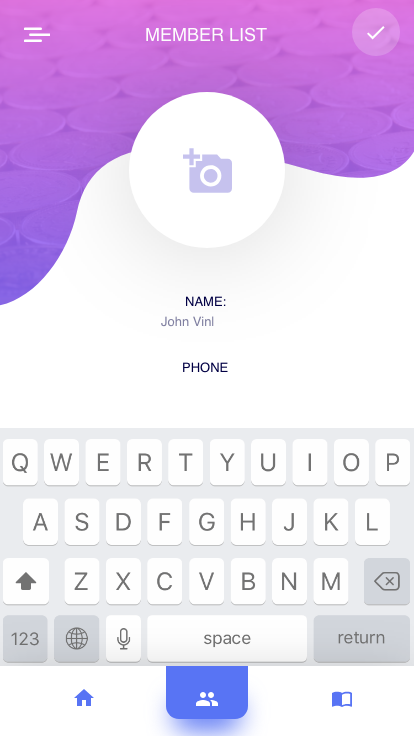 MEMBER LIST
NAME:
John Vinl
PHONE
Q W E R T Y U I O P
A S D F G H J K L
Z X C V B N M
123 space return